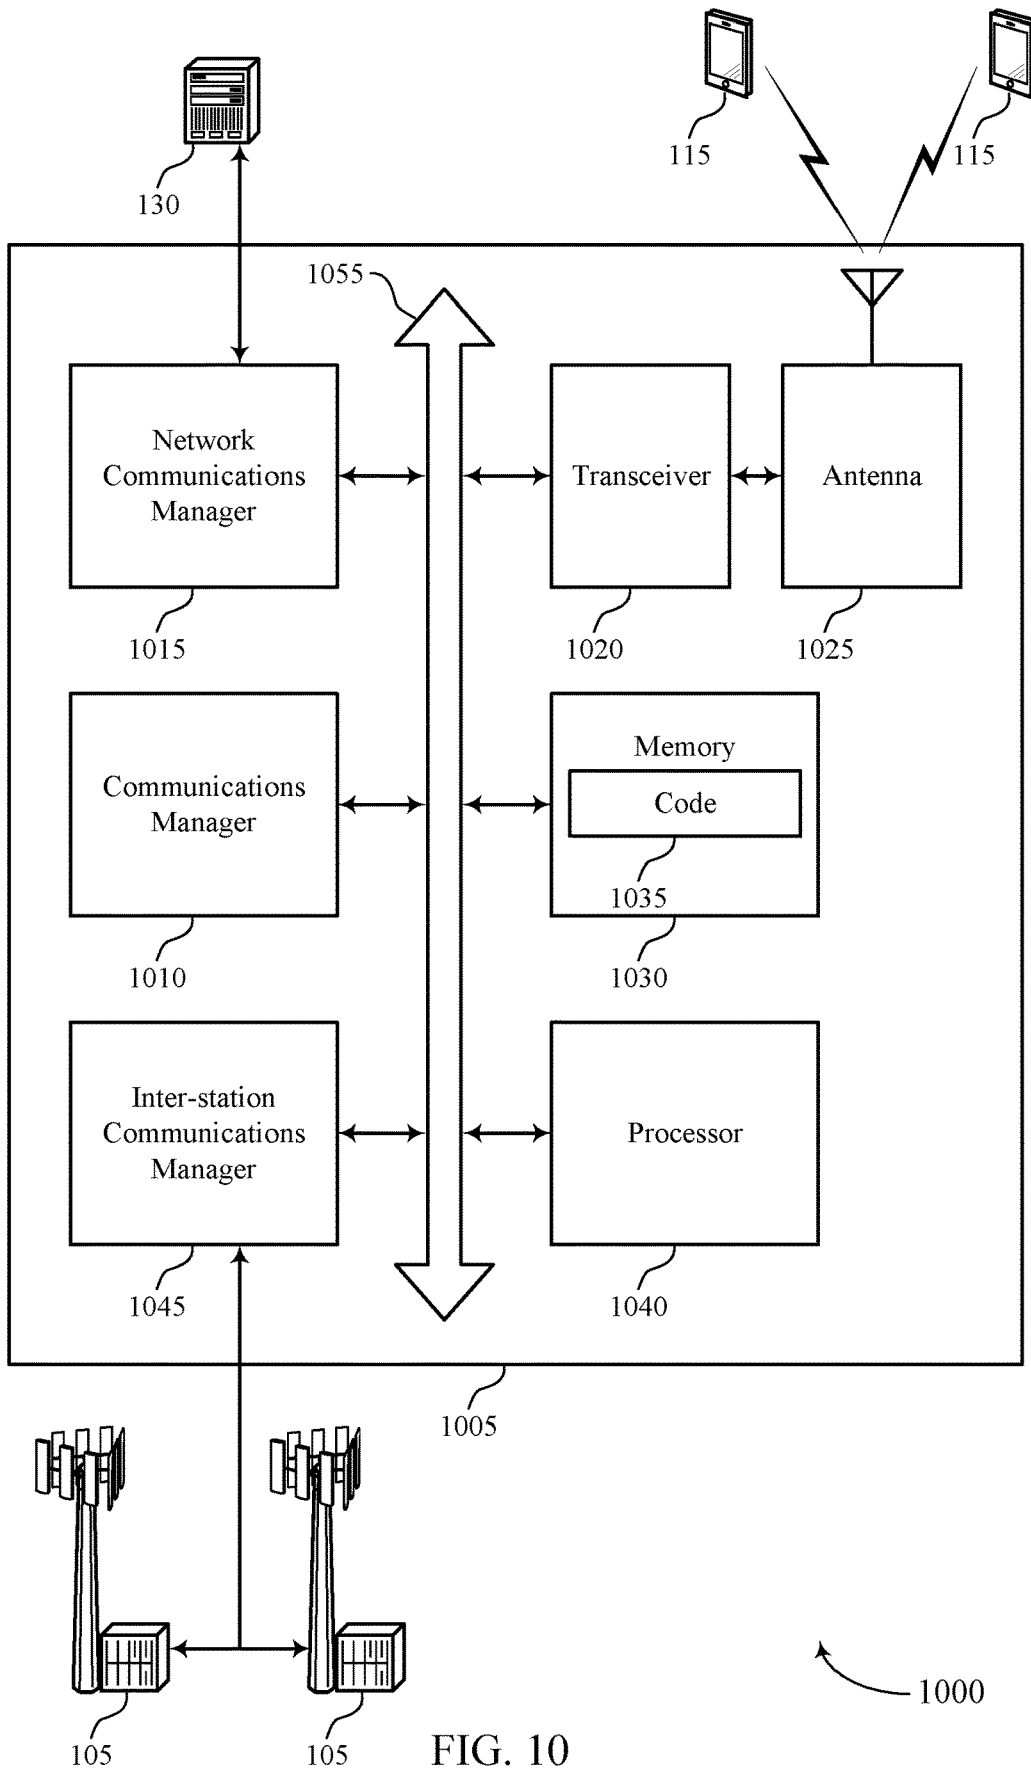 115
115
130
1055
Network
Communications
Manager
Transceiver
Antenna
1015
1020
1025
Communications
Manager
Memory
Code
1035
1010
1030
Inter-station
Communications
Manager
Processor
1045
1040
1005
1000
105
105
FIG. 10